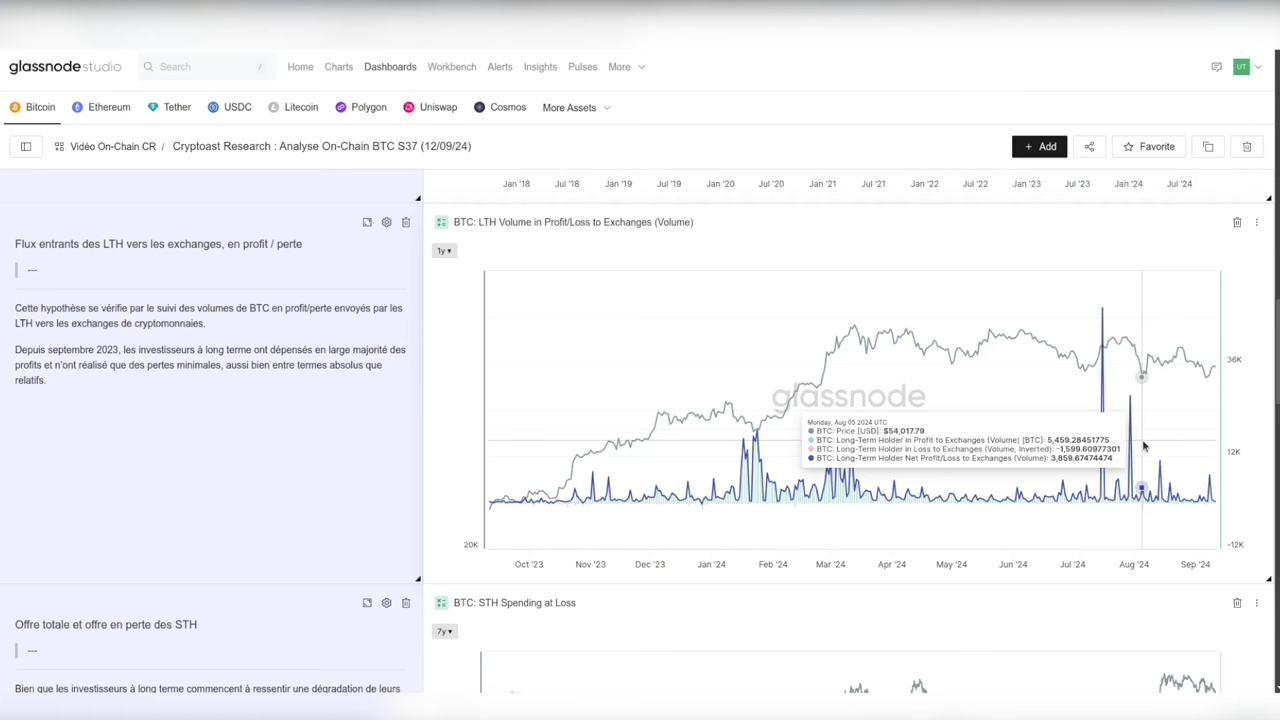 glassnodestudio
Search /
Home Charts Dashboards Workbench Alerts Insights Pulses More
UT
Bitcoin Ethereum Tether USDC Litecoin Polygon Uniswap Cosmos More Assets
Vidéo On-Chain CR / Cryptoast Research : Analyse On-Chain BTC S37 (12/09/24)
+ Add
Favorite
Jan '18 Jul '18 Jan '19 Jul '19 Jan '20 Jul '20 Jan '21 Jul '21 Jan '22 Jul '22 Jan '23 Jul '23 Jan '24 Jul '24
Flux entrants des LTH vers les exchanges, en profit / perte
---
Cette hypothèse se vérifie par le suivi des volumes de BTC en profit/perte envoyés par les
LTH vers les exchanges de cryptomonnaies.
Depuis septembre 2023, les investisseurs à long terme ont dépensés en large majorité des
profits et n'ont réalisé que des pertes minimales, aussi bien entre termes absolus que
relatifs.
BTC: LTH Volume in Profit/Loss to Exchanges (Volume)
1y ▾
36K
glassnode
Monday, Aug 05 2024 UTC
BTC: Price [USD]: $54,017.79
BTC: Long-Term Holder in Profit to Exchanges (Volume) [BTC]: 5,459.28451775
BTC: Long-Term Holder in Loss to Exchanges (Volume, Inverted): -1,599.60977301
BTC: Long-Term Holder Net Profit/Loss to Exchanges (Volume): 3,859.67474474
12K
20K
-12K
Oct '23 Nov '23 Dec '23 Jan '24 Feb '24 Mar '24 Apr '24 May '24 Jun '24 Jul '24 Aug '24 Sep '24
Offre totale et offre en perte des STH
---
Bien que les investisseurs à long terme commencent à ressentir une dégradation de leurs
BTC: STH Spending at Loss
7y ▾